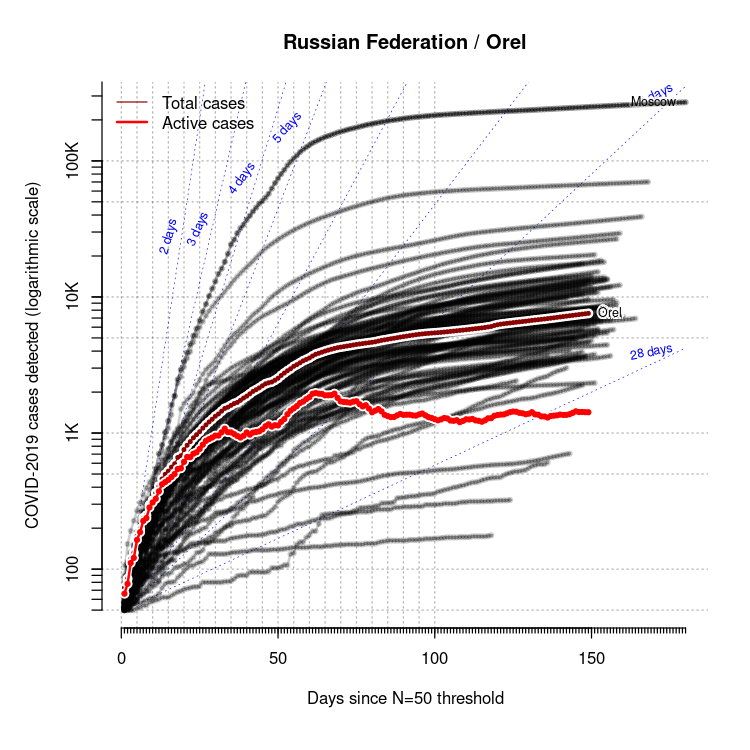 Russian Federation / Orel
Total cases
Active cases
2 days
3 days
4 days
5 days
days
Moscow
Orel
28 days
COVID-2019 cases detected (logarithmic scale)
100K
10K
1K
100
0
50
100
150
Days since N=50 threshold